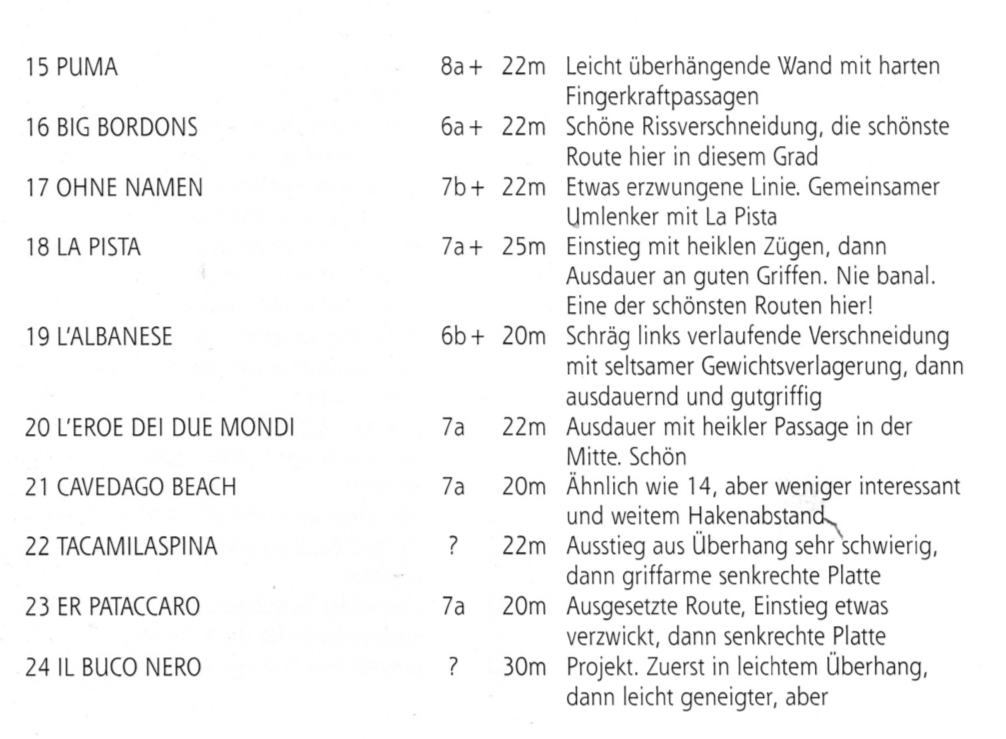 15 PUMA 8a+ 22m Leicht überhängende Wand mit harten
Fingerkraftpassagen
16 BIG BORDONS 6a+ 22m Schöne Rissverschneidung, die schönste
Route hier in diesem Grad
17 OHNE NAMEN 7b+ 22m Etwas erzwungene Linie. Gemeinsamer
Umlenker mit La Pista
18 LA PISTA 7a+ 25m Einstieg mit heiklen Zügen, dann
Ausdauer an guten Griffen. Nie banal.
Eine der schönsten Routen hier!
19 L'ALBANESE 6b+ 20m Schräg links verlaufende Verschneidung
mit seltsamer Gewichtsverlagerung, dann
ausdauernd und gutgriffig
20 L'EROE DEI DUE MONDI 7a 22m Ausdauer mit heikler Passage in der
Mitte. Schön
21 CAVEDAGO BEACH 7a 20m Ähnlich wie 14, aber weniger interessant
und weitem Hakenabstand
22 TACAMILASPINA ? 22m Ausstieg aus Überhang sehr schwierig,
dann griffarme senkrechte Platte
23 ER PATACCARO 7a 20m Ausgesetzte Route, Einstieg etwas
verzwickt, dann senkrechte Platte
24 IL BUCO NERO ? 30m Projekt. Zuerst in leichtem Überhang,
dann leicht geneigter, aber